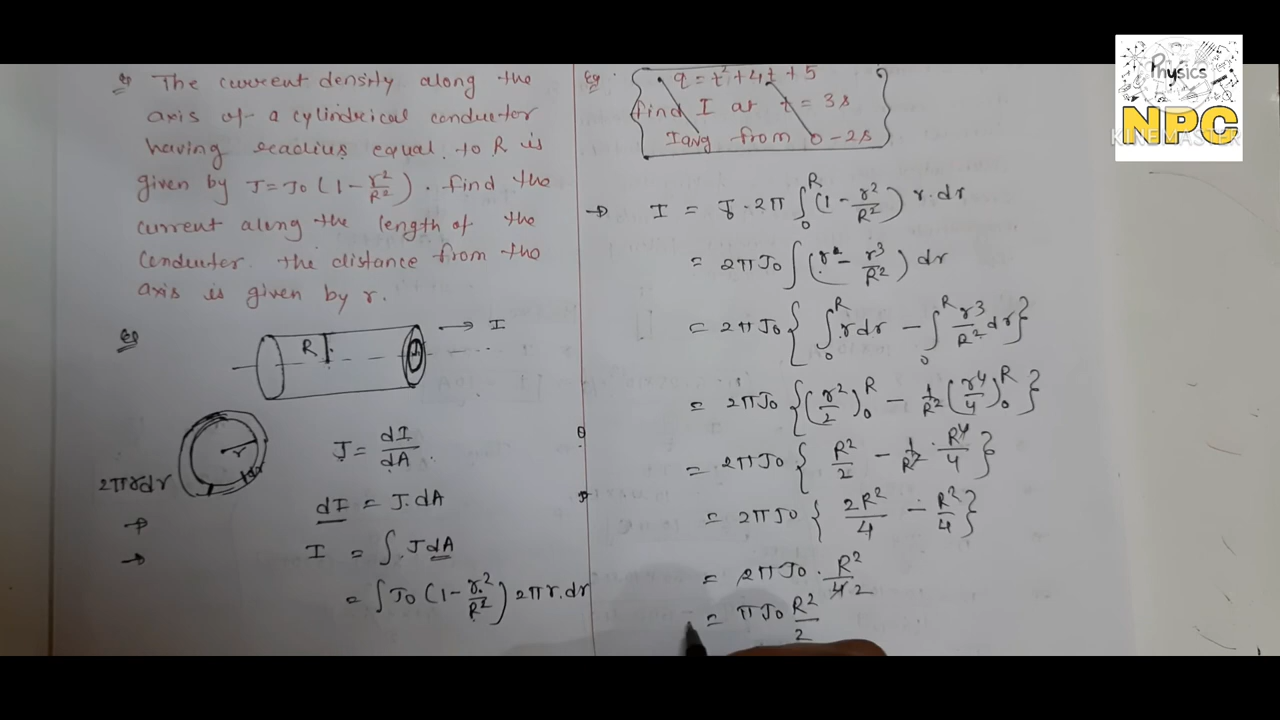 Q The current density along the
axis of a cylindrical conductor
having readius equal to R is
given by J = J0 (1 - r²/R²). find the
current along the length of the
Conductor. the distance from the
axis is given by r.
R
→ I
r
dr
2πrdr
J = dI/dA
dI = J.dA
I = ∫ JdA
= ∫ J0 (1 - r²/R²) 2πr.dr
Eg. q = t² + 4t + 5
find I at t = 3s
Iavg from 0 - 2s
→ I = J0 · 2π ∫₀ᴿ (1 - r²/R²) r.dr
= 2πJ0 ∫ (r - r³/R²) dr
= 2πJ0 { ∫₀ᴿ rdr - ∫₀ᴿ r³/R² dr }
= 2πJ0 { (r²/2)₀ᴿ - 1/R² (r⁴/4)₀ᴿ }
= 2πJ0 { R²/2 - 1/R² · R⁴/4 }
= 2πJ0 { 2R²/4 - R²/4 }
= 2πJ0 · R²/4 2
= πJ0 R²/2
Physics
NPC
KINEMASTER